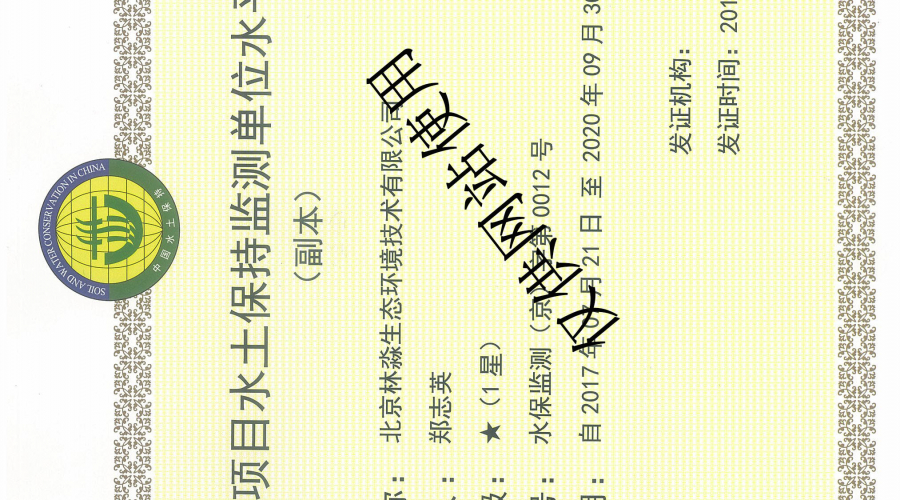 SOIL AND WATER CONSERVATION IN CHINA
中国水土保持
项目水土保持监测单位水平
（副本）
称：北京林淼生态环境技术有限公司
：郑志英
级：★（1 星）
号：水保监测（京）字第 0012 号
期：自 2017 年 07 月 21 日 至 2020 年 09 月 30
发证机构：
发证时间：201
仅供网站使用